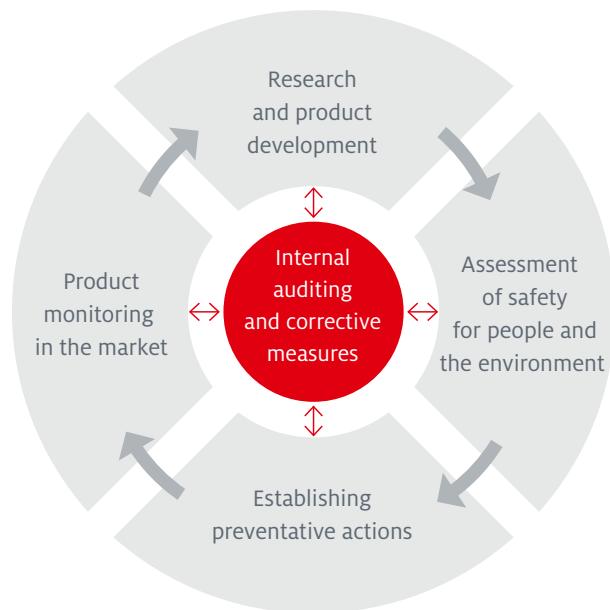 Research
and product
development
Internal
auditing
and corrective
measures
Assessment
of safety
for people and
the environment
Product
monitoring
in the market
Establishing
preventative actions